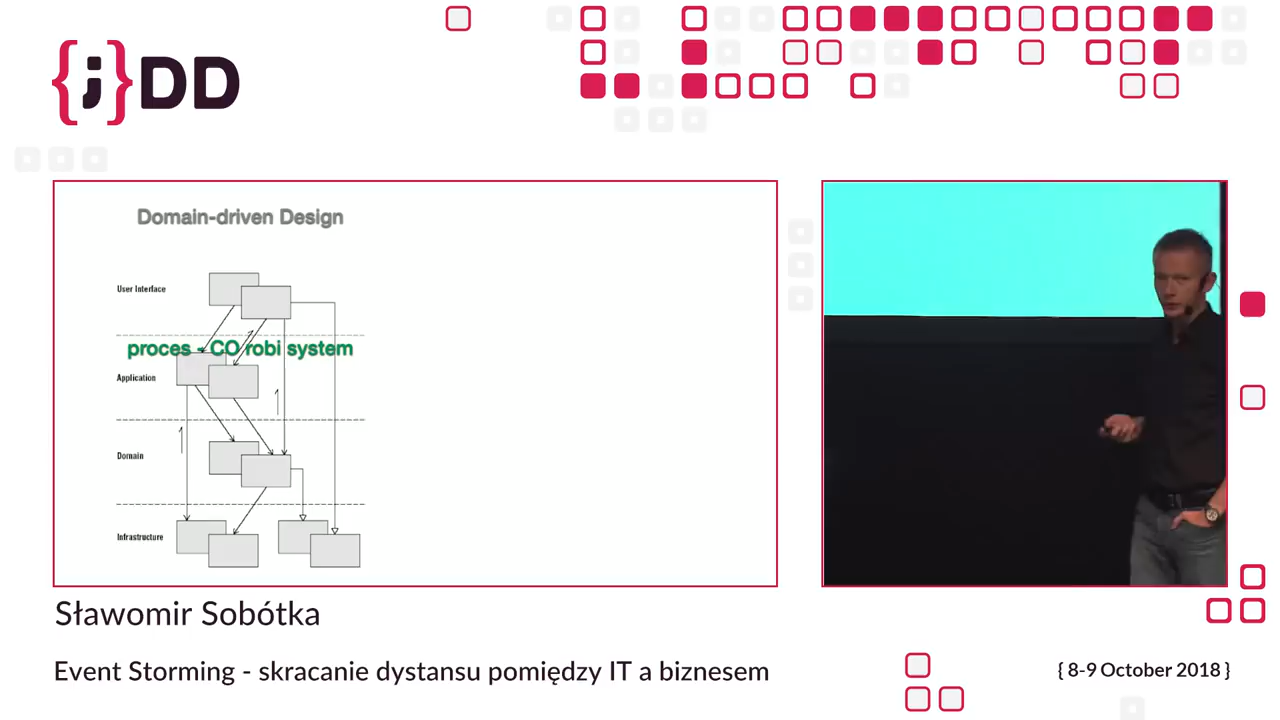 {j}DD
Domain-driven Design
User Interface
proces - CO robi system
Application
Domain
Infrastructure
Sławomir Sobótka
Event Storming - skracanie dystansu pomiędzy IT a biznesem
{ 8-9 October 2018 }